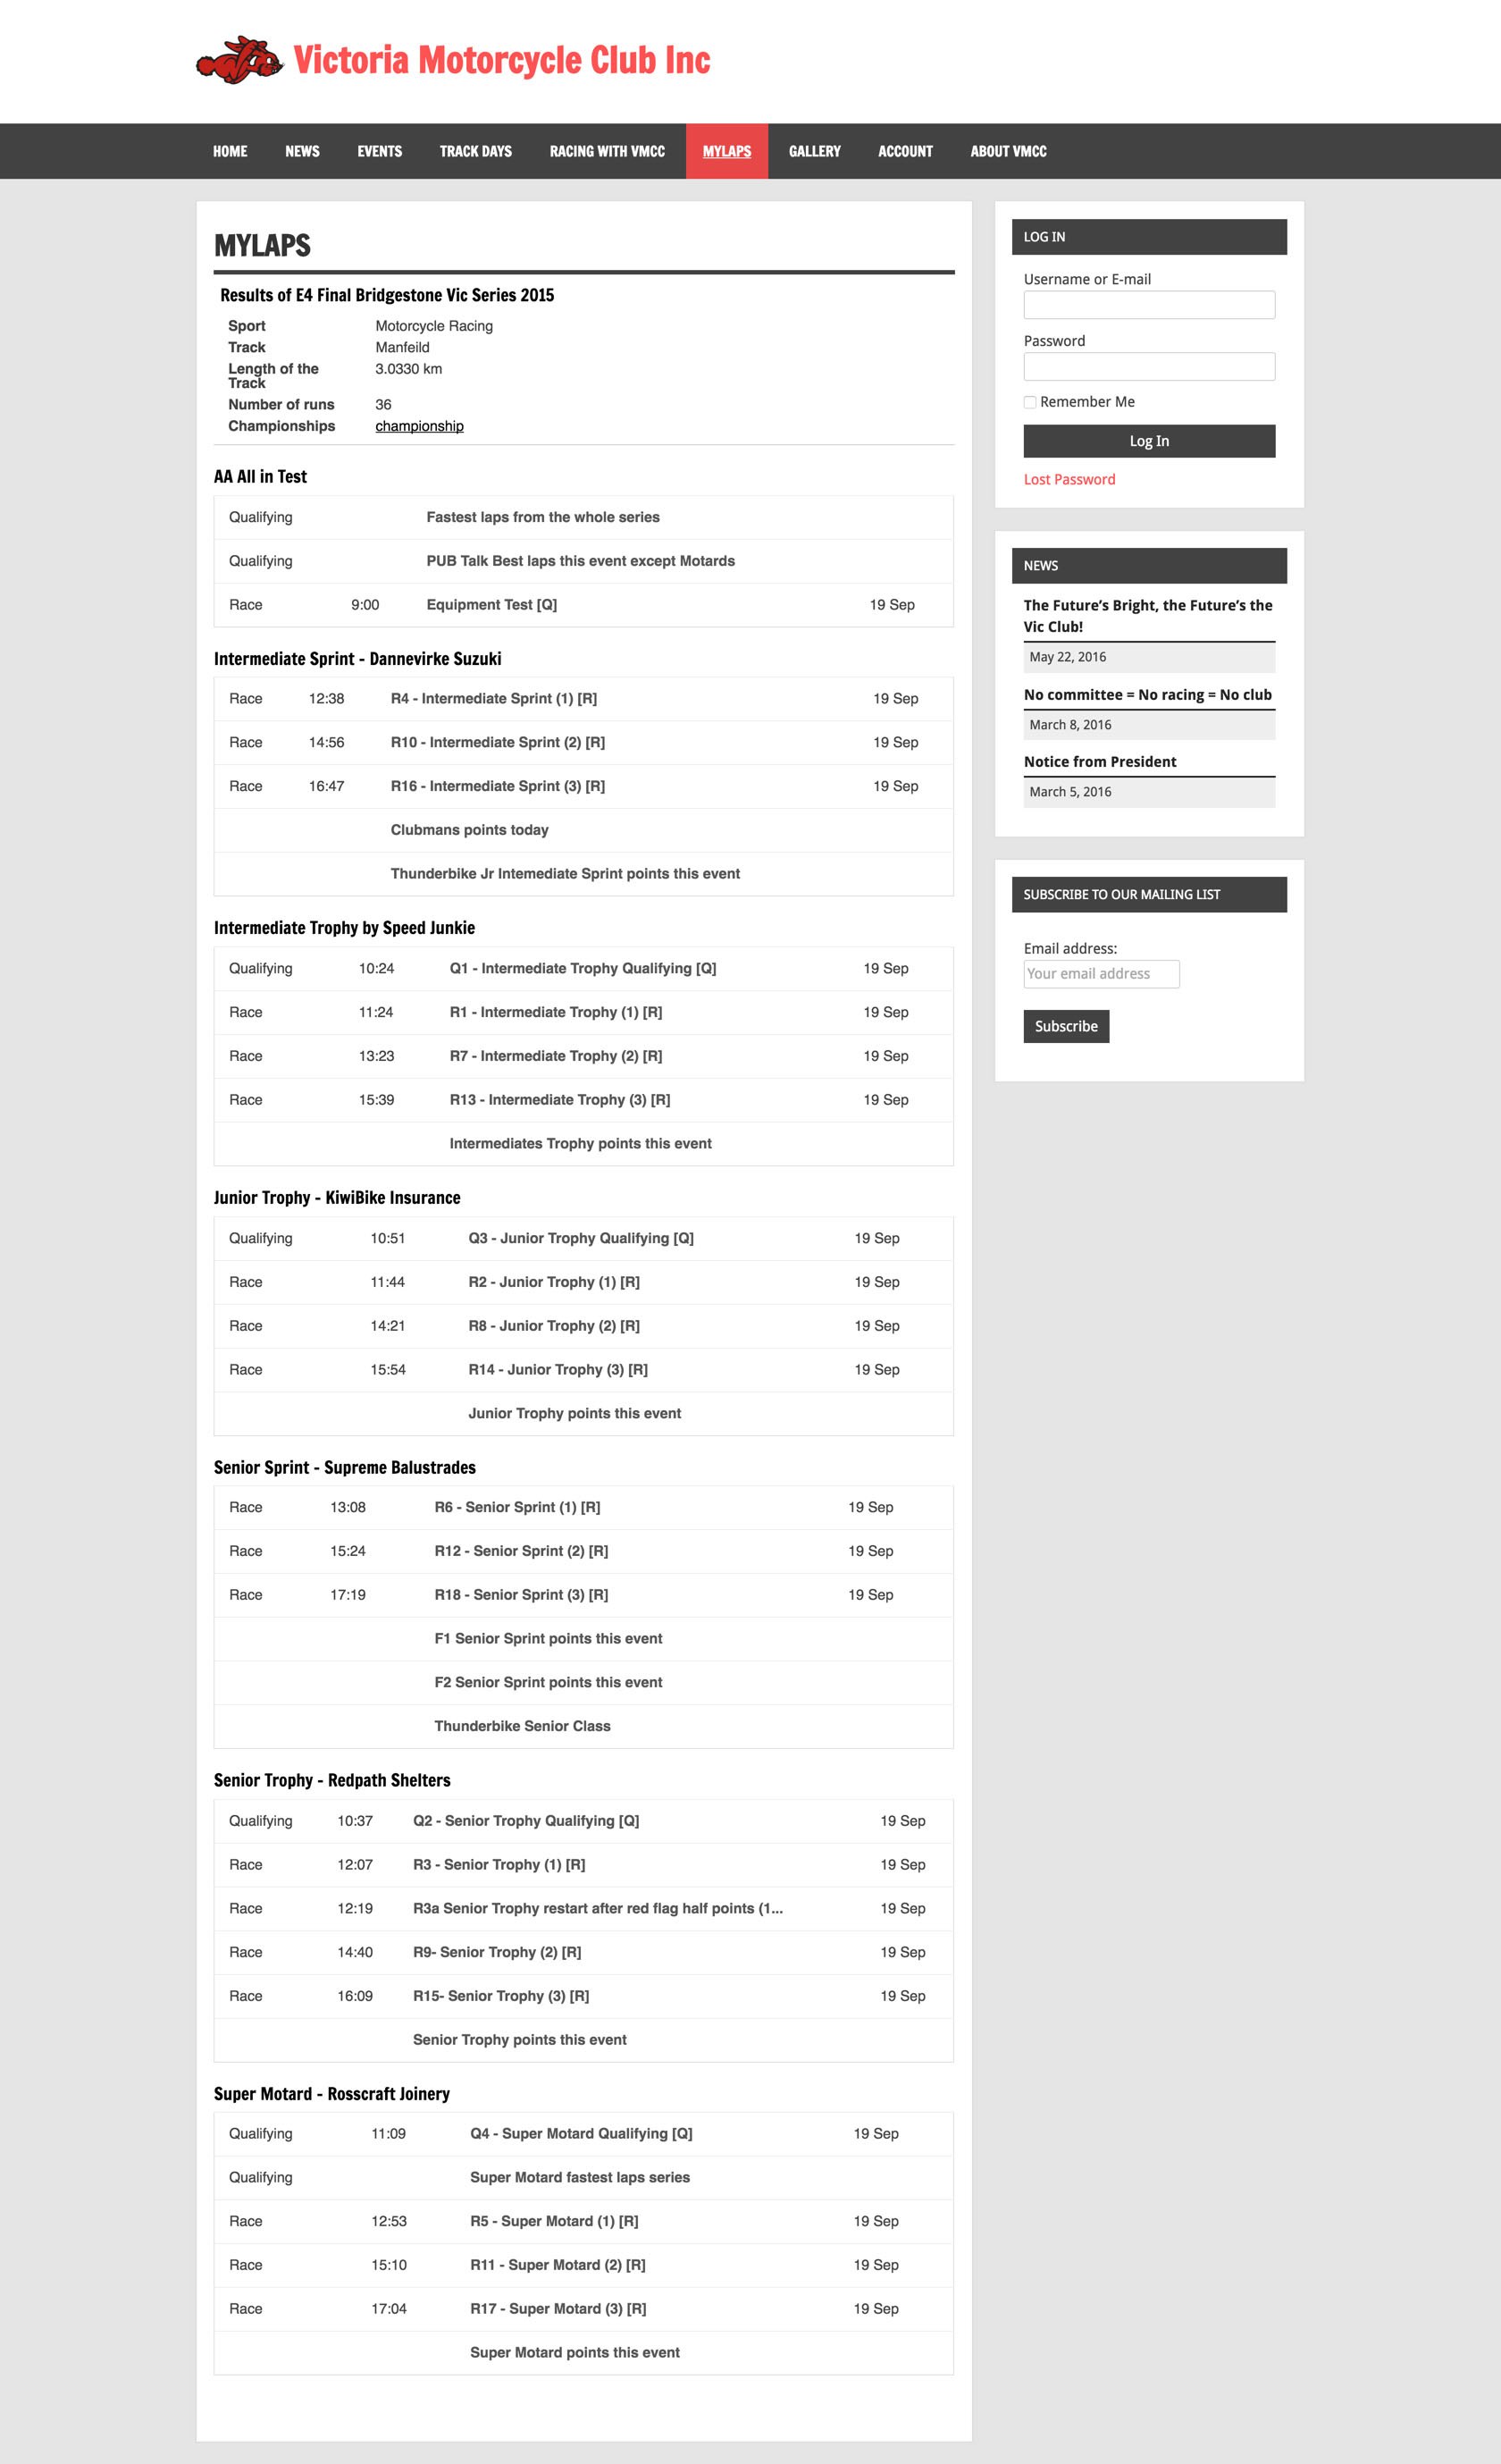 Victoria Motorcycle Club Inc
HOME NEWS EVENTS TRACK DAYS RACING WITH VMCC MYLAPS GALLERY ACCOUNT ABOUT VMCC
MYLAPS
Results of E4 Final Bridgestone Vic Series 2015
Sport Motorcycle Racing
Track Manfeild
Length of the Track 3.0330 km
Number of runs 36
Championships championship
AA All in Test
Qualifying Fastest laps from the whole series
Qualifying PUB Talk Best laps this event except Motards
Race 9:00 Equipment Test [Q] 19 Sep
Intermediate Sprint - Dannevirke Suzuki
Race 12:38 R4 - Intermediate Sprint (1) [R] 19 Sep
Race 14:56 R10 - Intermediate Sprint (2) [R] 19 Sep
Race 16:47 R16 - Intermediate Sprint (3) [R] 19 Sep
Clubmans points today
Thunderbike Jr Intemediate Sprint points this event
Intermediate Trophy by Speed Junkie
Qualifying 10:24 Q1 - Intermediate Trophy Qualifying [Q] 19 Sep
Race 11:24 R1 - Intermediate Trophy (1) [R] 19 Sep
Race 13:23 R7 - Intermediate Trophy (2) [R] 19 Sep
Race 15:39 R13 - Intermediate Trophy (3) [R] 19 Sep
Intermediates Trophy points this event
Junior Trophy - KiwiBike Insurance
Qualifying 10:51 Q3 - Junior Trophy Qualifying [Q] 19 Sep
Race 11:44 R2 - Junior Trophy (1) [R] 19 Sep
Race 14:21 R8 - Junior Trophy (2) [R] 19 Sep
Race 15:54 R14 - Junior Trophy (3) [R] 19 Sep
Junior Trophy points this event
Senior Sprint - Supreme Balustrades
Race 13:08 R6 - Senior Sprint (1) [R] 19 Sep
Race 15:24 R12 - Senior Sprint (2) [R] 19 Sep
Race 17:19 R18 - Senior Sprint (3) [R] 19 Sep
F1 Senior Sprint points this event
F2 Senior Sprint points this event
Thunderbike Senior Class
Senior Trophy - Redpath Shelters
Qualifying 10:37 Q2 - Senior Trophy Qualifying [Q] 19 Sep
Race 12:07 R3 - Senior Trophy (1) [R] 19 Sep
Race 12:19 R3a Senior Trophy restart after red flag half points (1... 19 Sep
Race 14:40 R9- Senior Trophy (2) [R] 19 Sep
Race 16:09 R15- Senior Trophy (3) [R] 19 Sep
Senior Trophy points this event
Super Motard - Rosscraft Joinery
Qualifying 11:09 Q4 - Super Motard Qualifying [Q] 19 Sep
Qualifying Super Motard fastest laps series
Race 12:53 R5 - Super Motard (1) [R] 19 Sep
Race 15:10 R11 - Super Motard (2) [R] 19 Sep
Race 17:04 R17 - Super Motard (3) [R] 19 Sep
Super Motard points this event
LOG IN
Username or E-mail
Password
Remember Me
Log In
Lost Password
NEWS
The Future’s Bright, the Future’s the
Vic Club!
May 22, 2016
No committee = No racing = No club
March 8, 2016
Notice from President
March 5, 2016
SUBSCRIBE TO OUR MAILING LIST
Email address:
Your email address
Subscribe